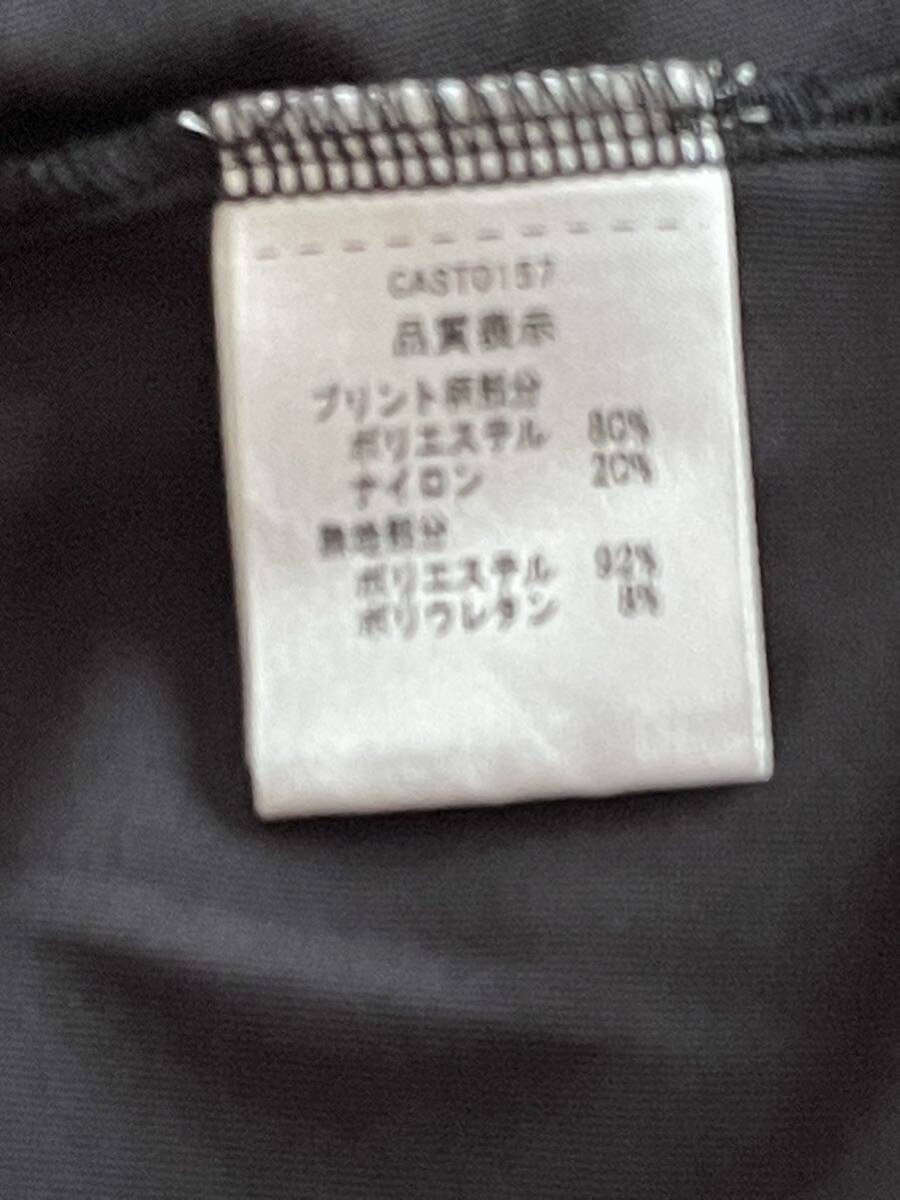 CAST0157
品質表示
プリント柄部分
ポリエステル 80%
ナイロン 20%
無地部分
ポリエステル 92%
ポリウレタン 8%